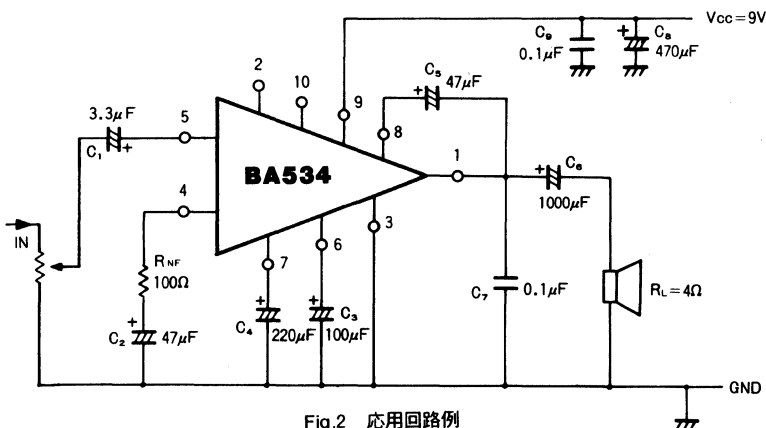 Vcc=9V
C9
0.1μF
C8
470μF
+
2
10
9
C5
47μF
+
8
3.3μF
5
C1
+
BA534
1
C6
+
1000μF
4
3
IN
RNF
100Ω
7
6
C7
0.1μF
RL=4Ω
+
C2
47μF
+
C4
220μF
+
C3
100μF
GND
Fig.2 応用回路例